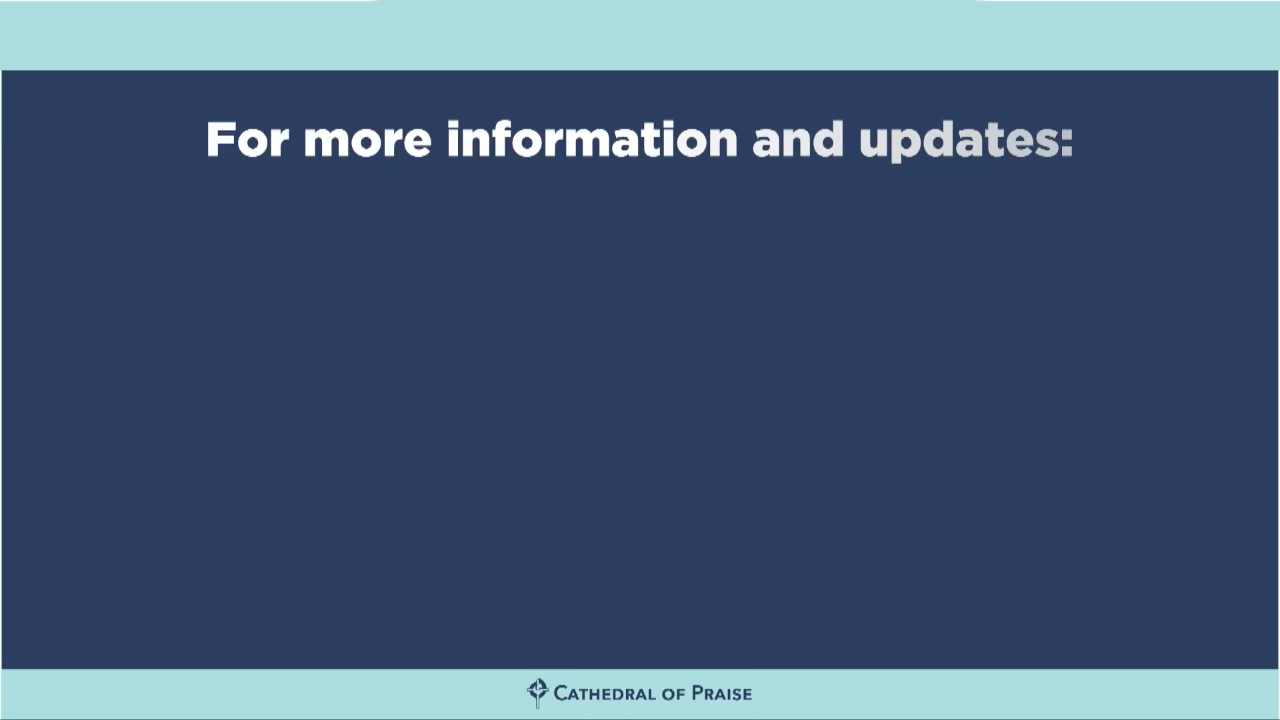 For more information and updates:
CATHEDRAL OF PRAISE